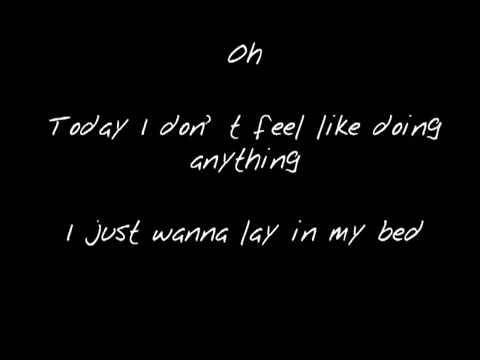 Oh
Today I don't feel like doing
anything
I just wanna lay in my bed